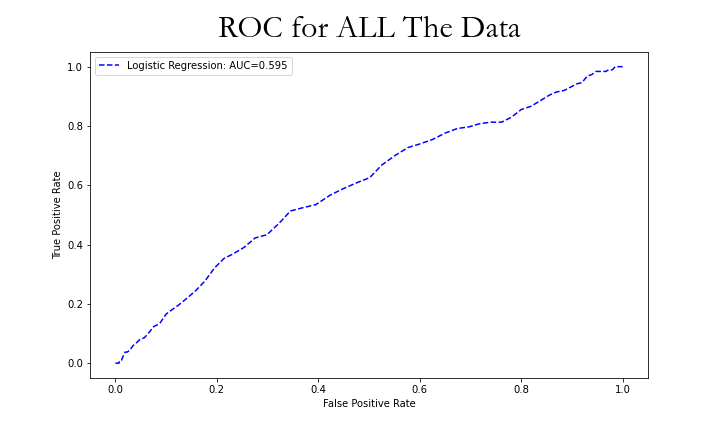 ROC for ALL The Data
Logistic Regression: AUC=0.595
True Positive Rate
1.0
0.8
0.6
0.4
0.2
0.0
0.0 0.2 0.4 0.6 0.8 1.0
False Positive Rate